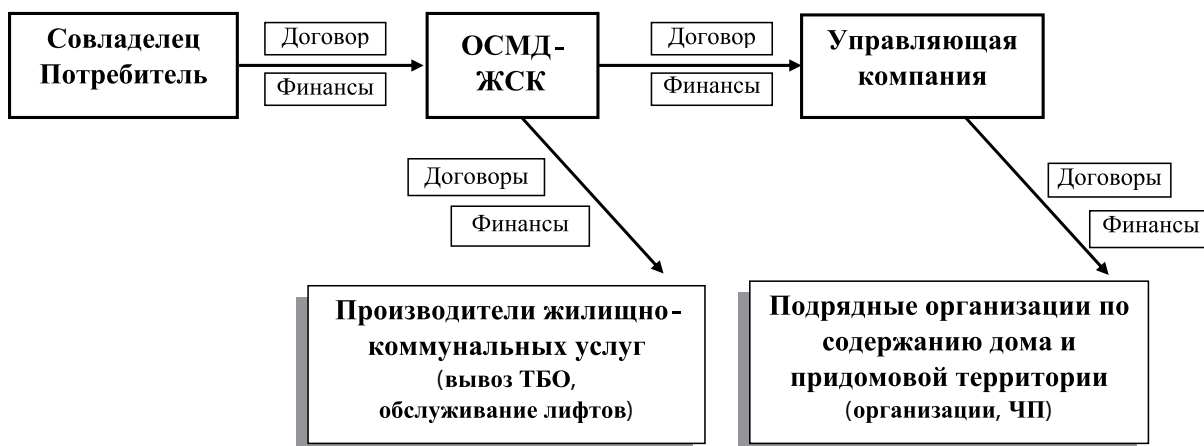 Совладелец
Потребитель
Договор
Финансы
ОСМД-
ЖСК
Договор
Финансы
Управляющая
компания
Договоры
Финансы
Договоры
Финансы
Производители жилищно-
коммунальных услуг
(вывоз ТБО,
обслуживание лифтов)
Подрядные организации по
содержанию дома и
придомовой территории
(организации, ЧП)